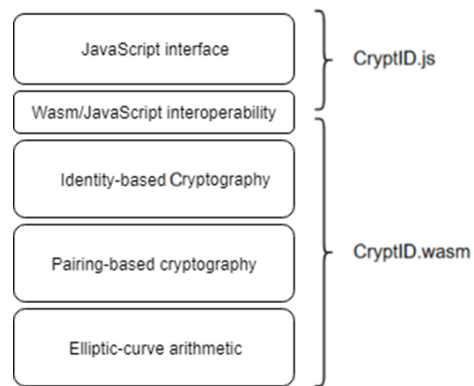 JavaScript interface
CryptID.js
Wasm/JavaScript interoperability
Identity-based Cryptography
Pairing-based cryptography
CryptID.wasm
Elliptic-curve arithmetic